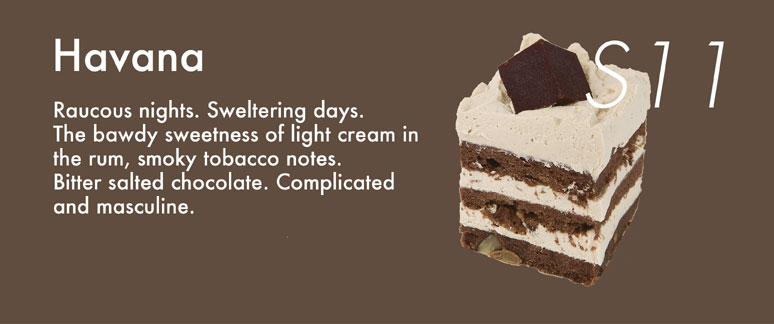 Havana
S11
Raucous nights. Sweltering days.
The bawdy sweetness of light cream in
the rum, smoky tobacco notes.
Bitter salted chocolate. Complicated
and masculine.